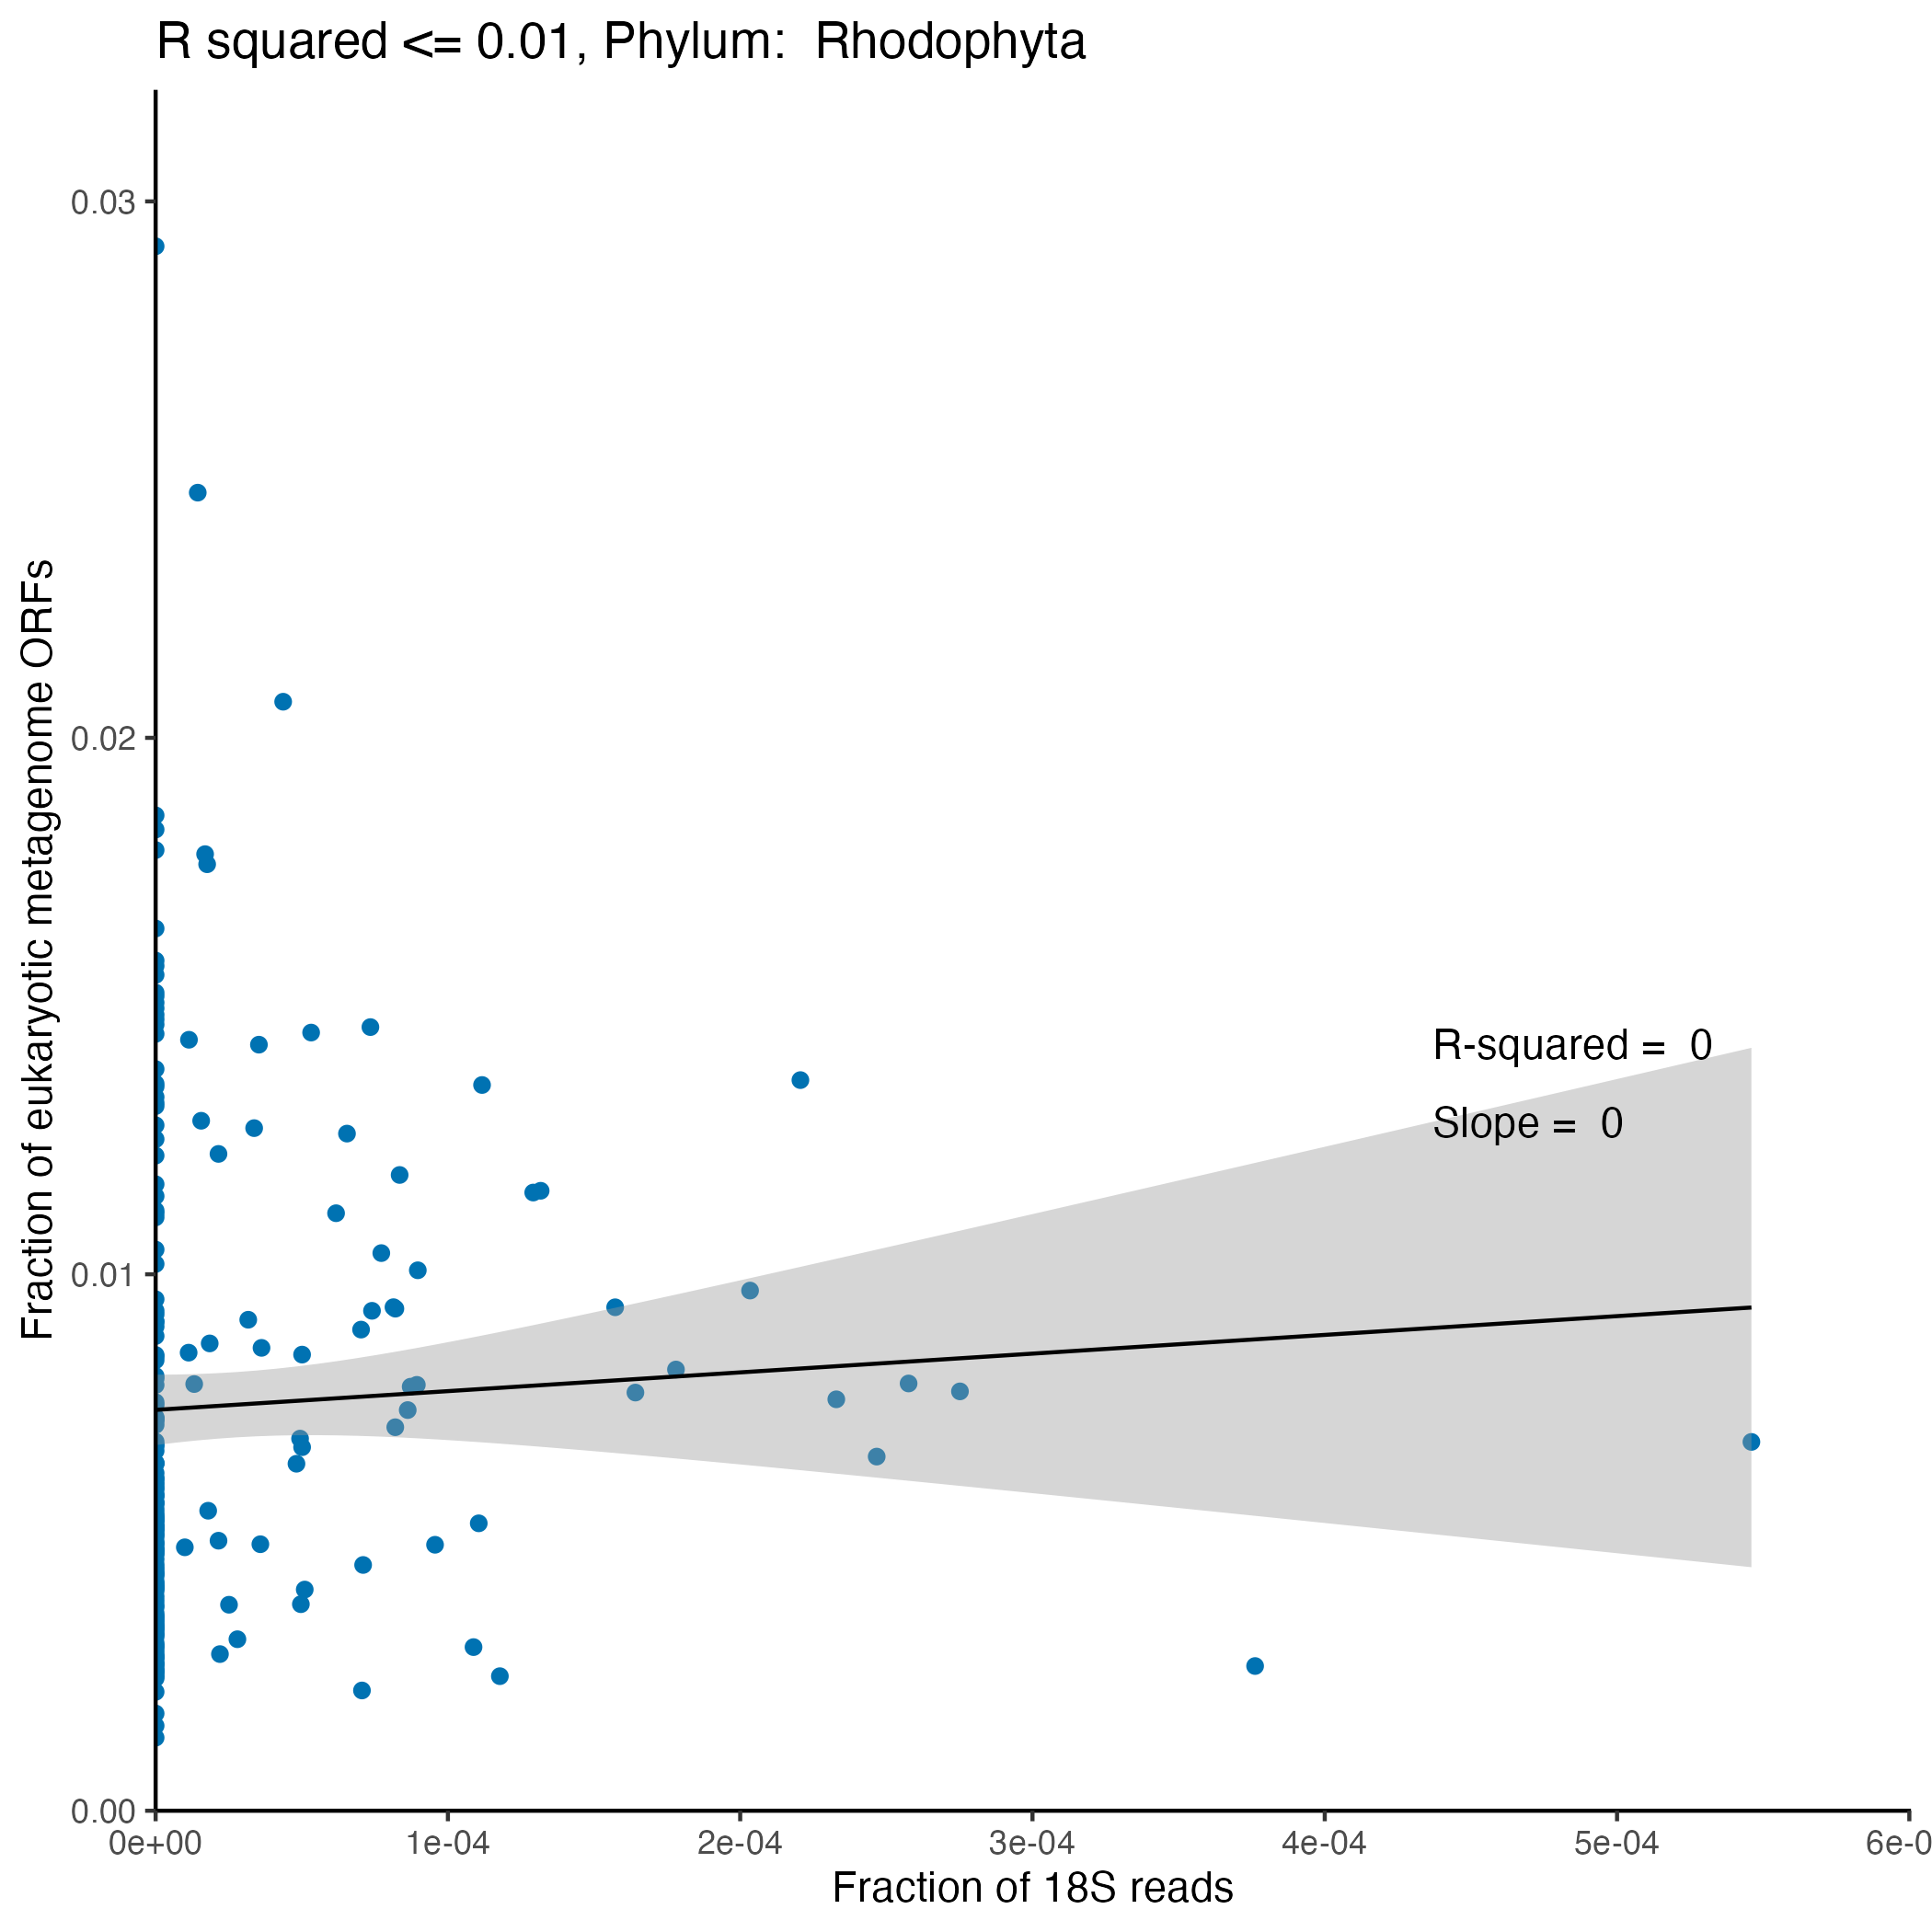 R squared <= 0.01, Phylum:  Rhodophyta
Fraction of eukaryotic metagenome ORFs
0.03
0.02
0.01
0.00
R-squared =  0
Slope =  0
0e+00 1e-04 2e-04 3e-04 4e-04 5e-04 6e-0
Fraction of 18S reads